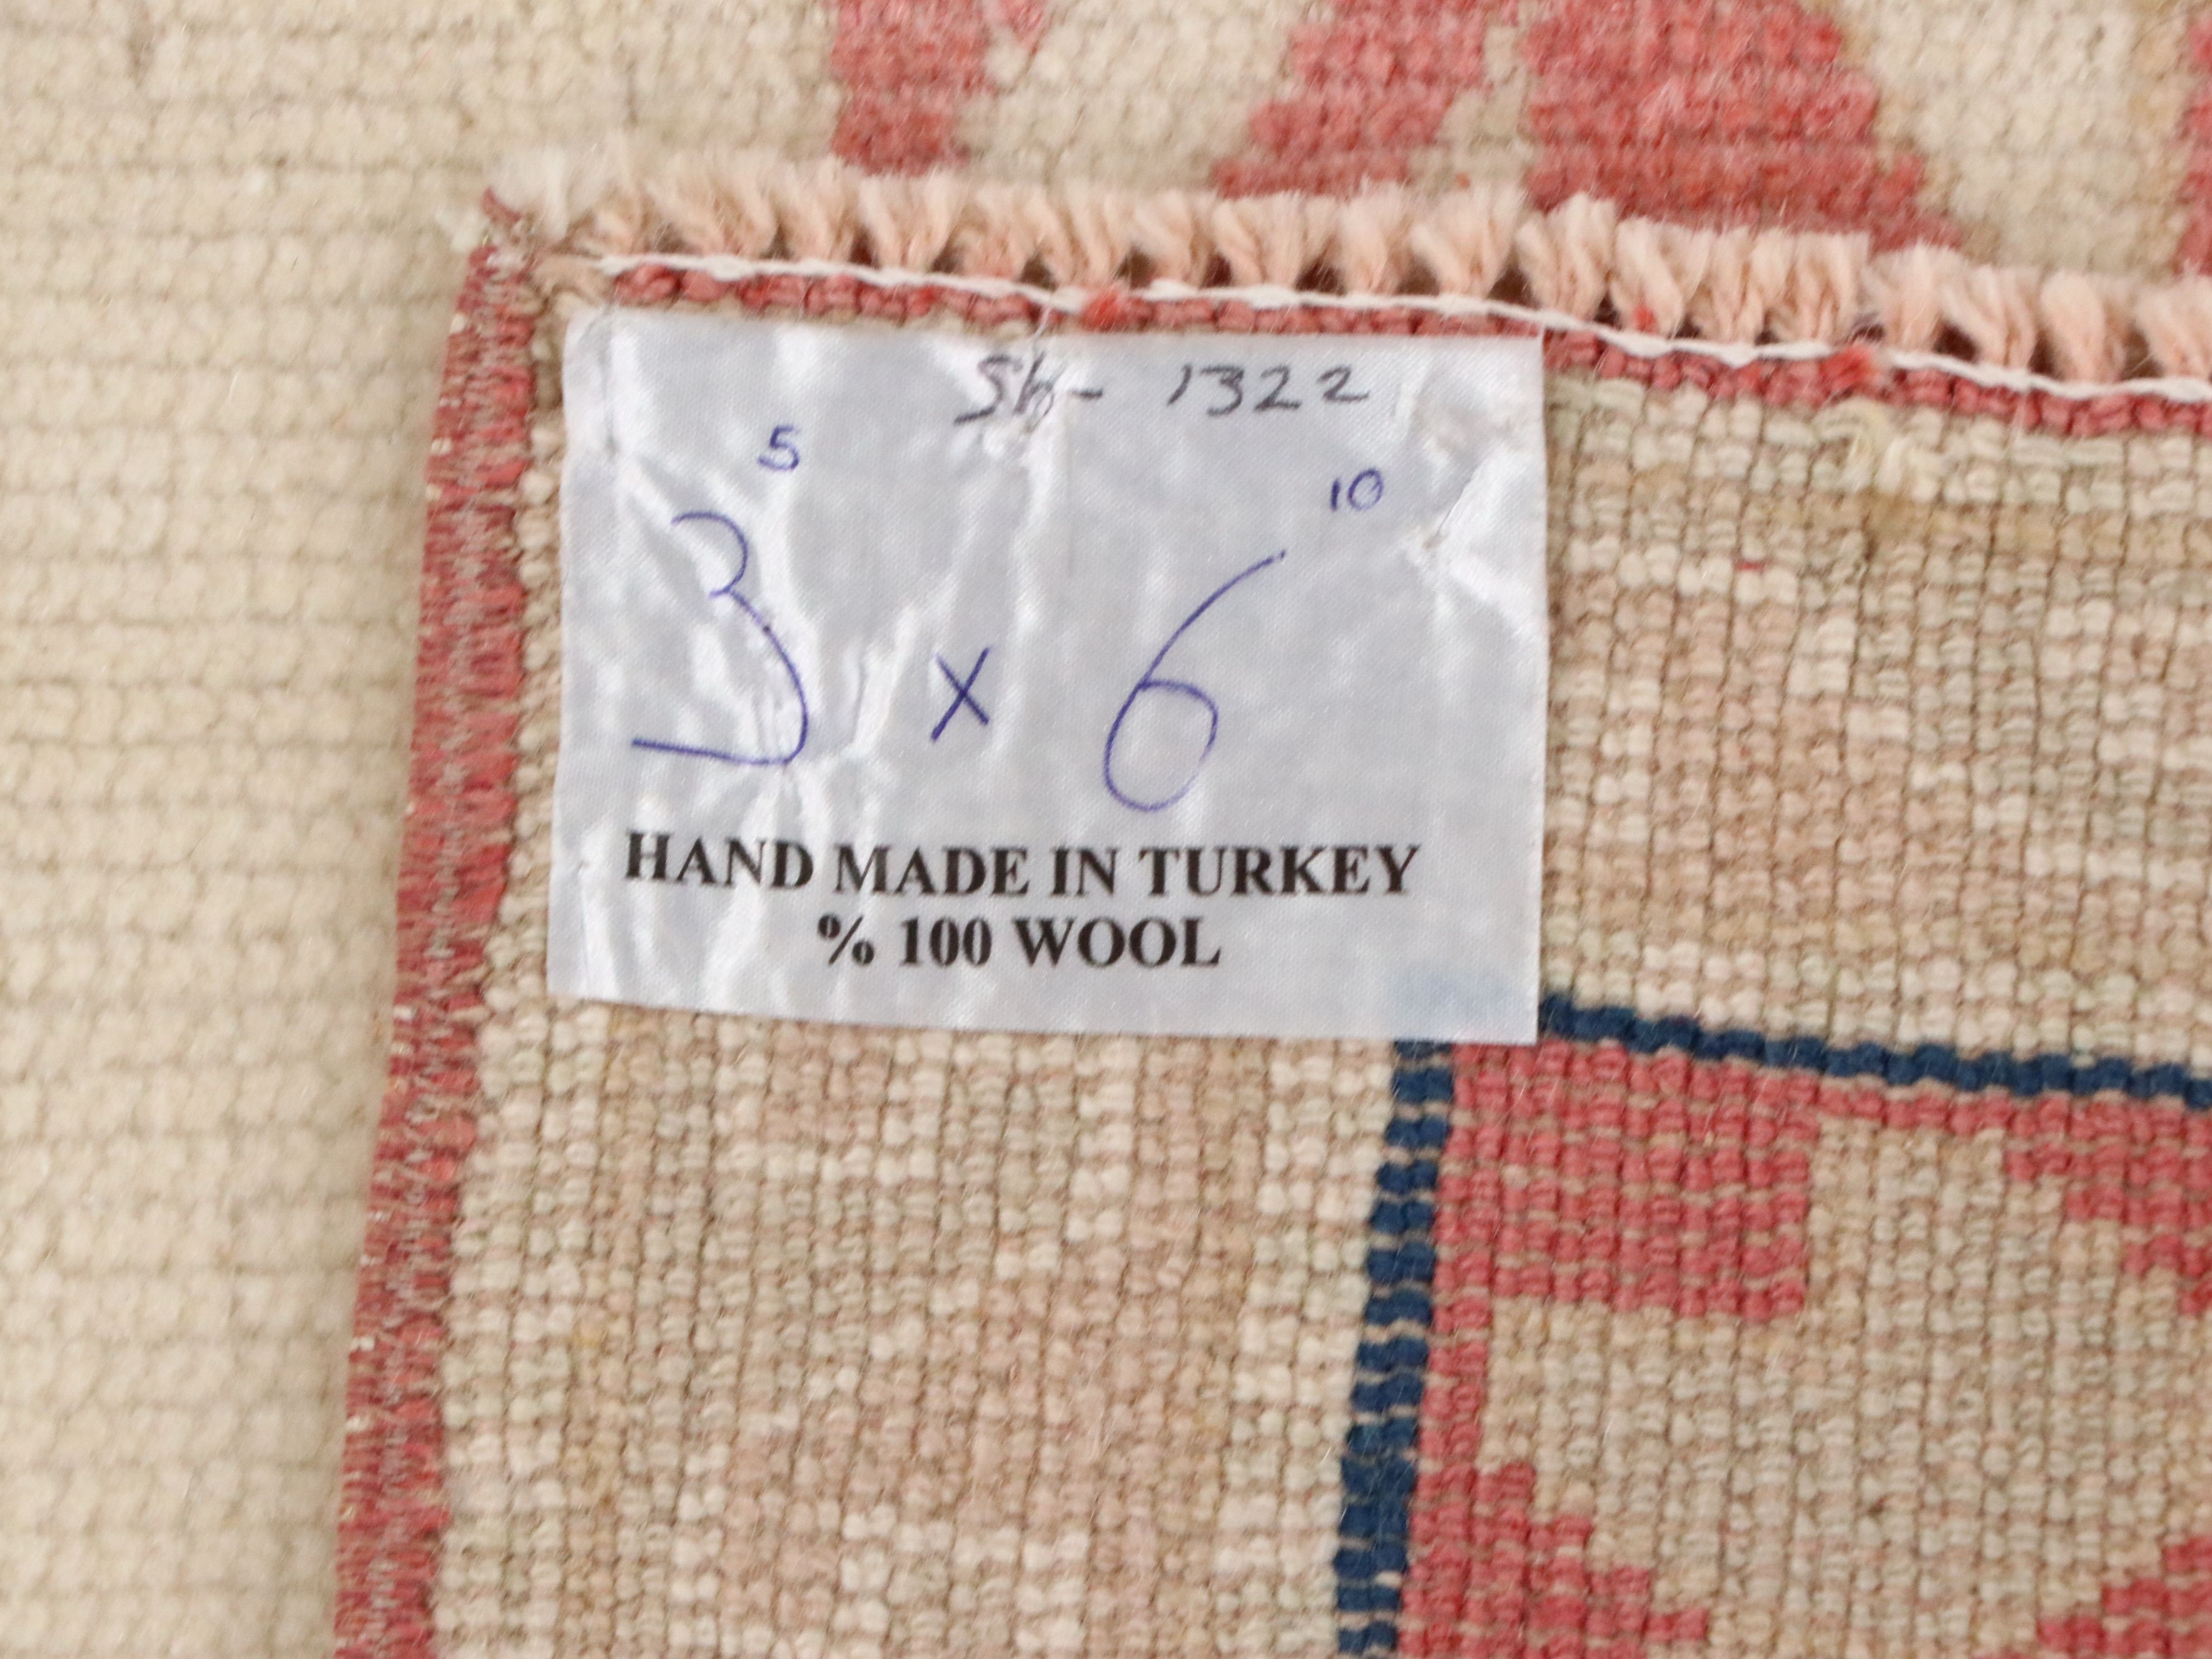 Sh- 1322
5 10
3 x 6
HAND MADE IN TURKEY
% 100 WOOL